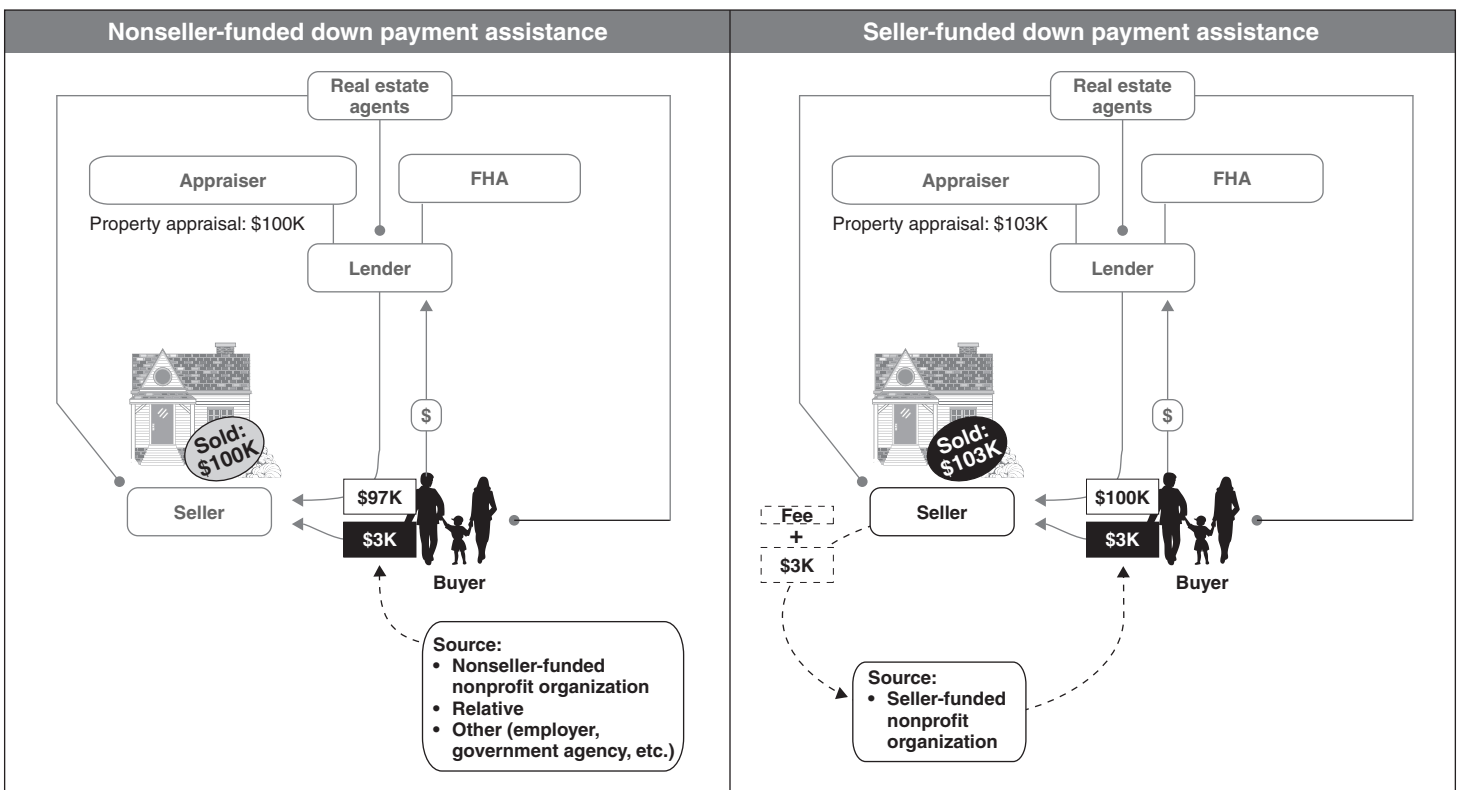 Nonseller-funded down payment assistance
Real estate
agents
Appraiser
FHA
Property appraisal: $100K
Lender
$
Sold:
$100K
Seller
$97K
$3K
Buyer
Source:
• Nonseller-funded
nonprofit organization
• Relative
• Other (employer,
government agency, etc.)
Seller-funded down payment assistance
Real estate
agents
Appraiser
FHA
Property appraisal: $103K
Lender
$
Sold:
$103K
Fee
+
$3K
Seller
$100K
$3K
Buyer
Source:
• Seller-funded
nonprofit
organization